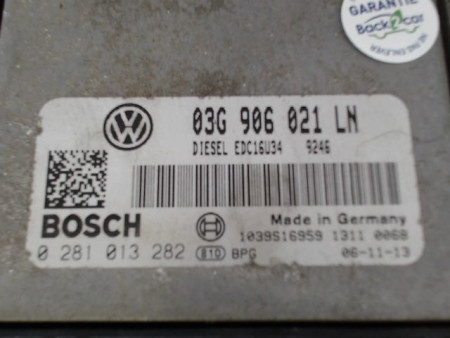 GARANTIE
Back2car
03G 906 021 LN
DIESEL EDC16U34 9246
BOSCH
Made in Germany
1039S16959 1311 0068
0 281 013 282 810 BPG 06-11-13